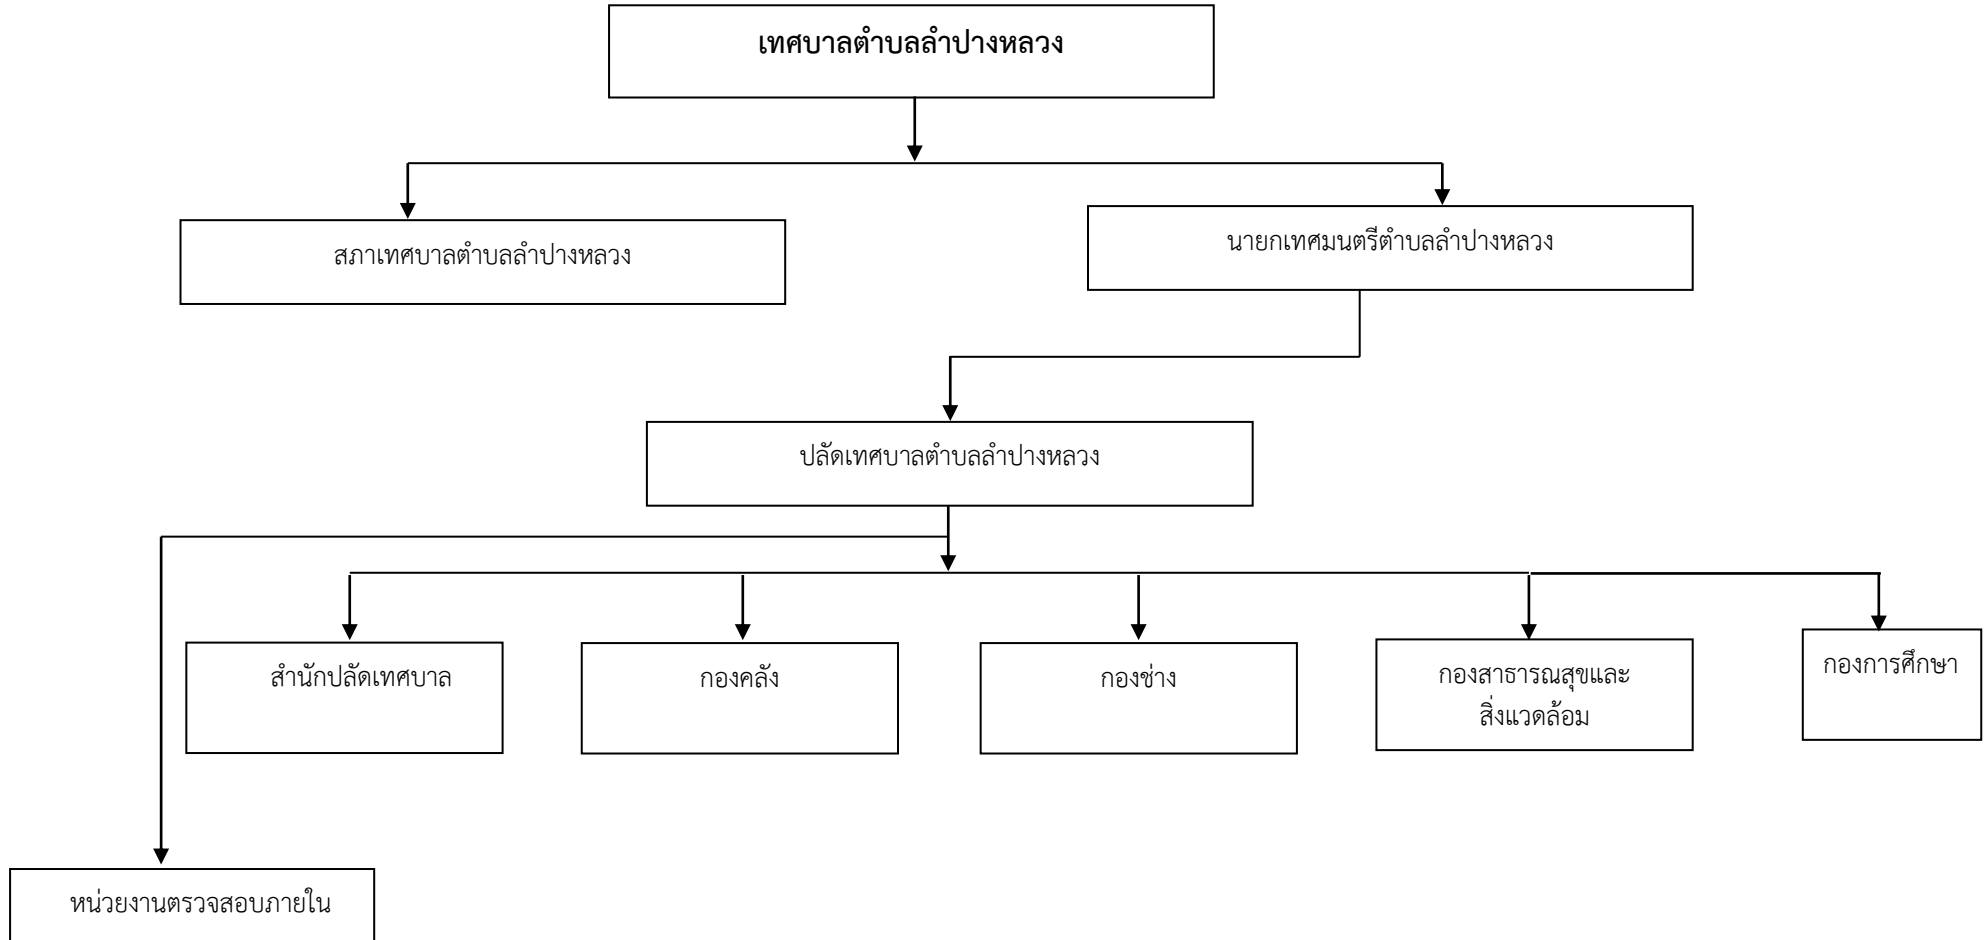 เทศบาลตำบลลำปางหลวง
สภาเทศบาลตำบลลำปางหลวง
นายกเทศมนตรีตำบลลำปางหลวง
ปลัดเทศบาลตำบลลำปางหลวง
สำนักปลัดเทศบาล
กองคลัง
กองช่าง
กองสาธารณสุขและ
สิ่งแวดล้อม
กองการศึกษา
หน่วยงานตรวจสอบภายใน